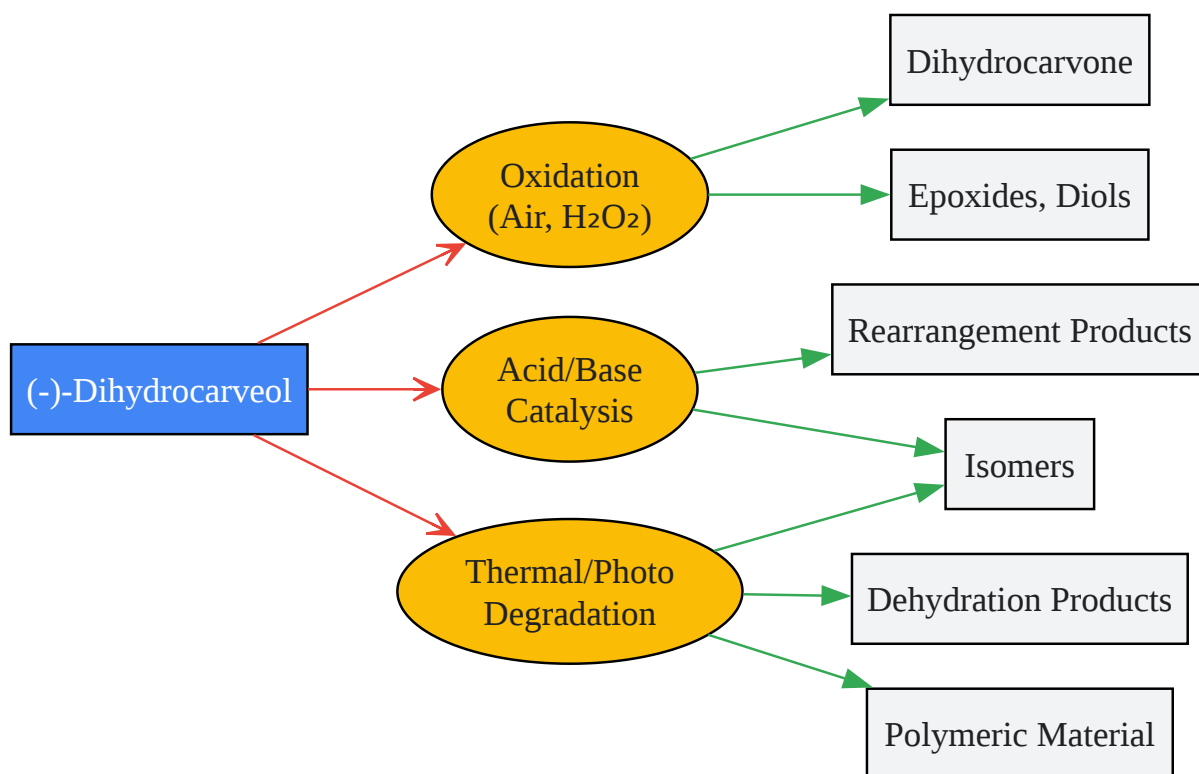 Dihydrocarvone
Oxidation
(Air, H₂O₂)
Epoxides, Diols
Rearrangement Products
(-)-Dihydrocarveol
Acid/Base
Catalysis
Isomers
Thermal/Photo
Degradation
Dehydration Products
Polymeric Material